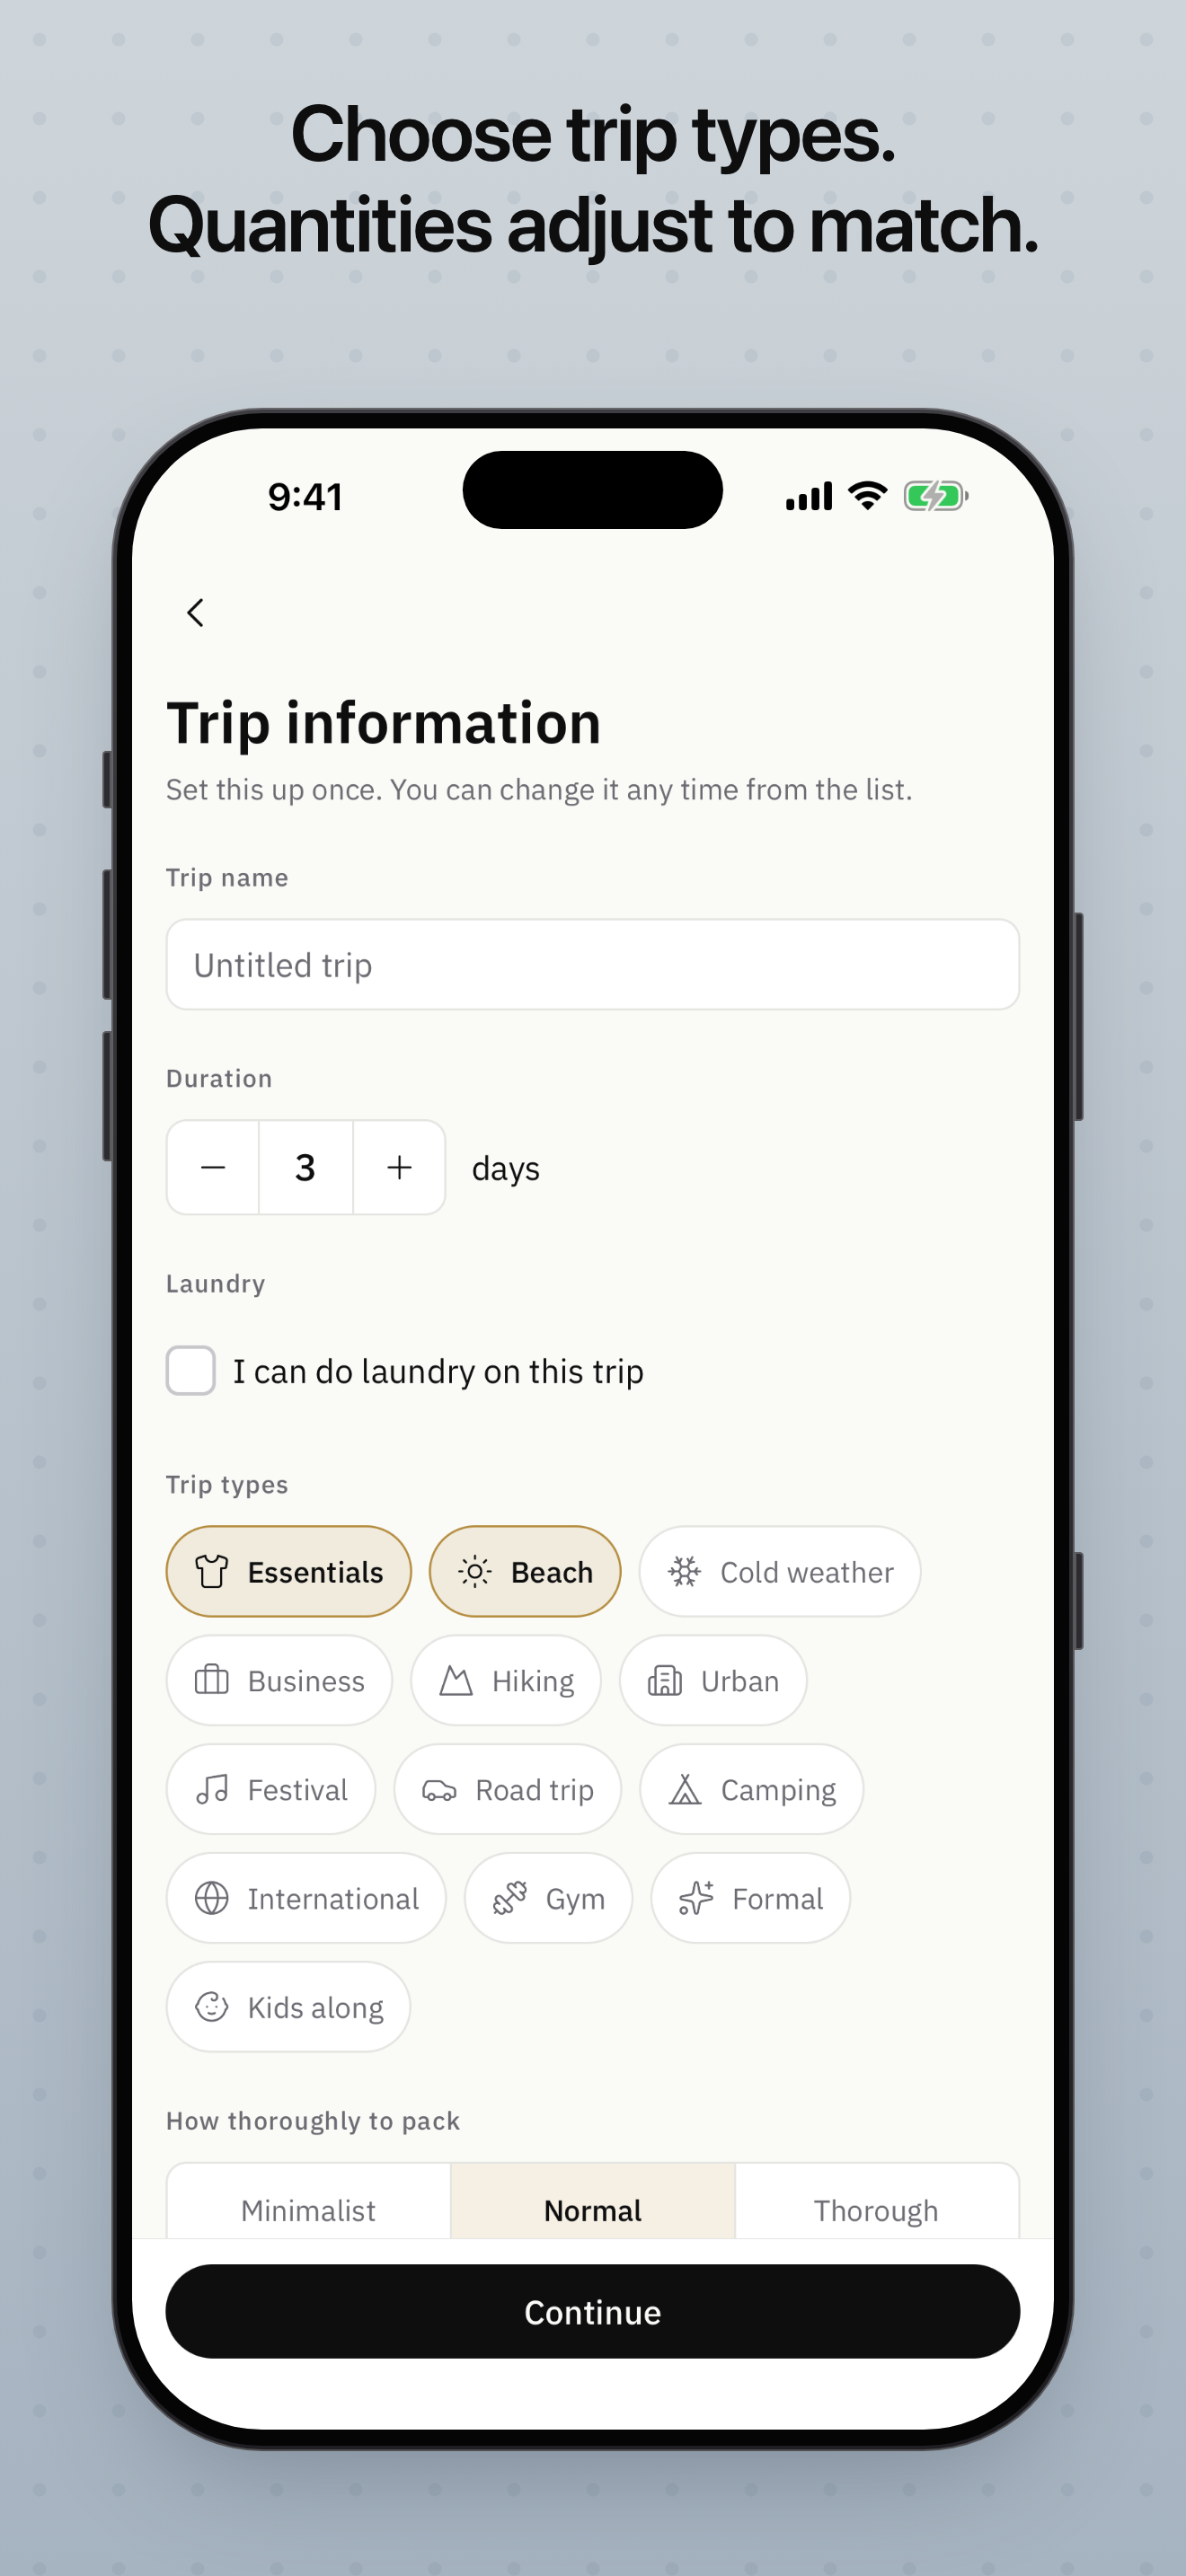 Choose trip types.
Quantities adjust to match.
9:41
Trip information
Set this up once. You can change it any time from the list.
Trip name
Untitled trip
Duration
3
days
Laundry
I can do laundry on this trip
Trip types
Essentials Beach Cold weather
Business Hiking Urban
Festival Road trip Camping
International Gym Formal
Kids along
How thoroughly to pack
Minimalist Normal Thorough
Continue